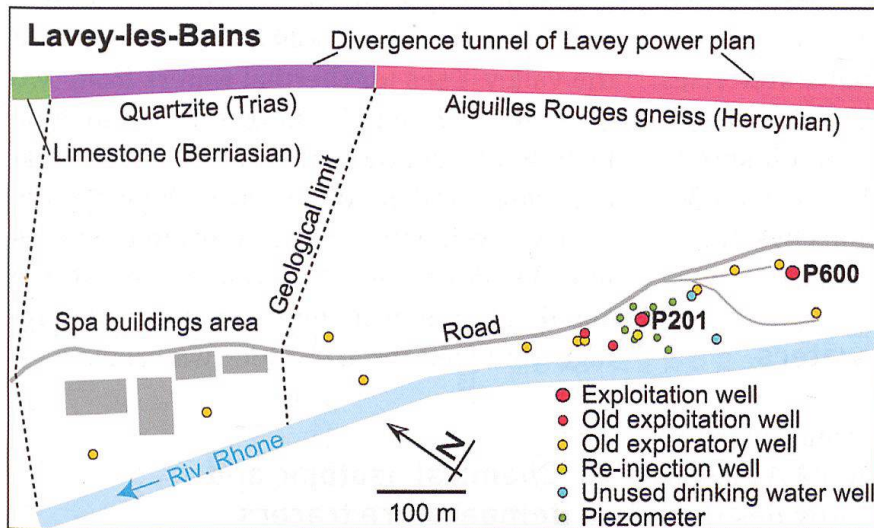 Lavey-les-Bains
Divergence tunnel of Lavey power plan
Quartzite (Trias)
Aiguilles Rouges gneiss (Hercynian)
Limestone (Berriasian)
Geological limit
P600
Spa buildings area
Road
P201
Exploitation well
Old exploitation well
Old exploratory well
Re-injection well
Unused drinking water well
Piezometer
Riv. Rhone
N
100 m